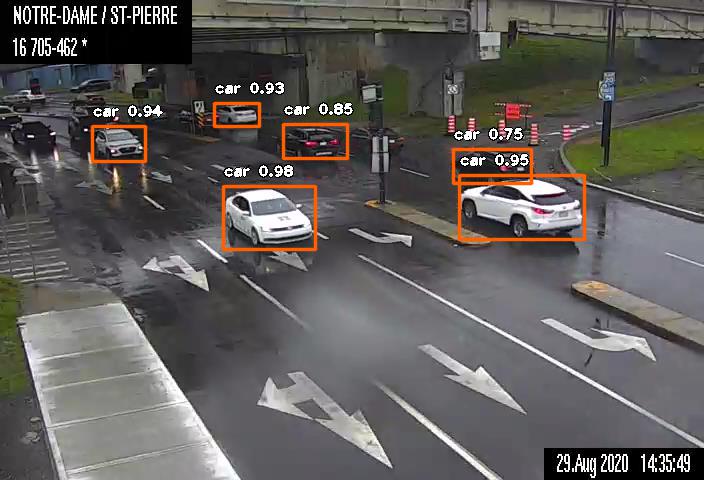 NOTRE-DAME / ST-PIERRE
16 705-462 *
car 0.93
car 0.94
car 0.85
car 0.75
car 0.95
car 0.98
29.Aug 2020 14:35:49